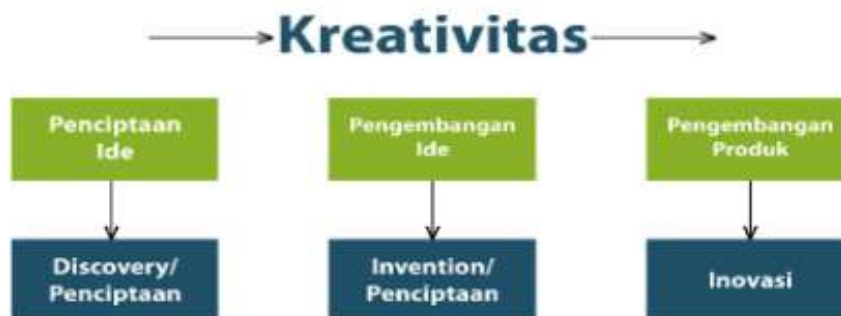 Kreativitas
Penciptaan
Ide
Pengembangan
Ide
Pengembangan
Produk
Discovery/
Penciptaan
Invention/
Penciptaan
Inovasi